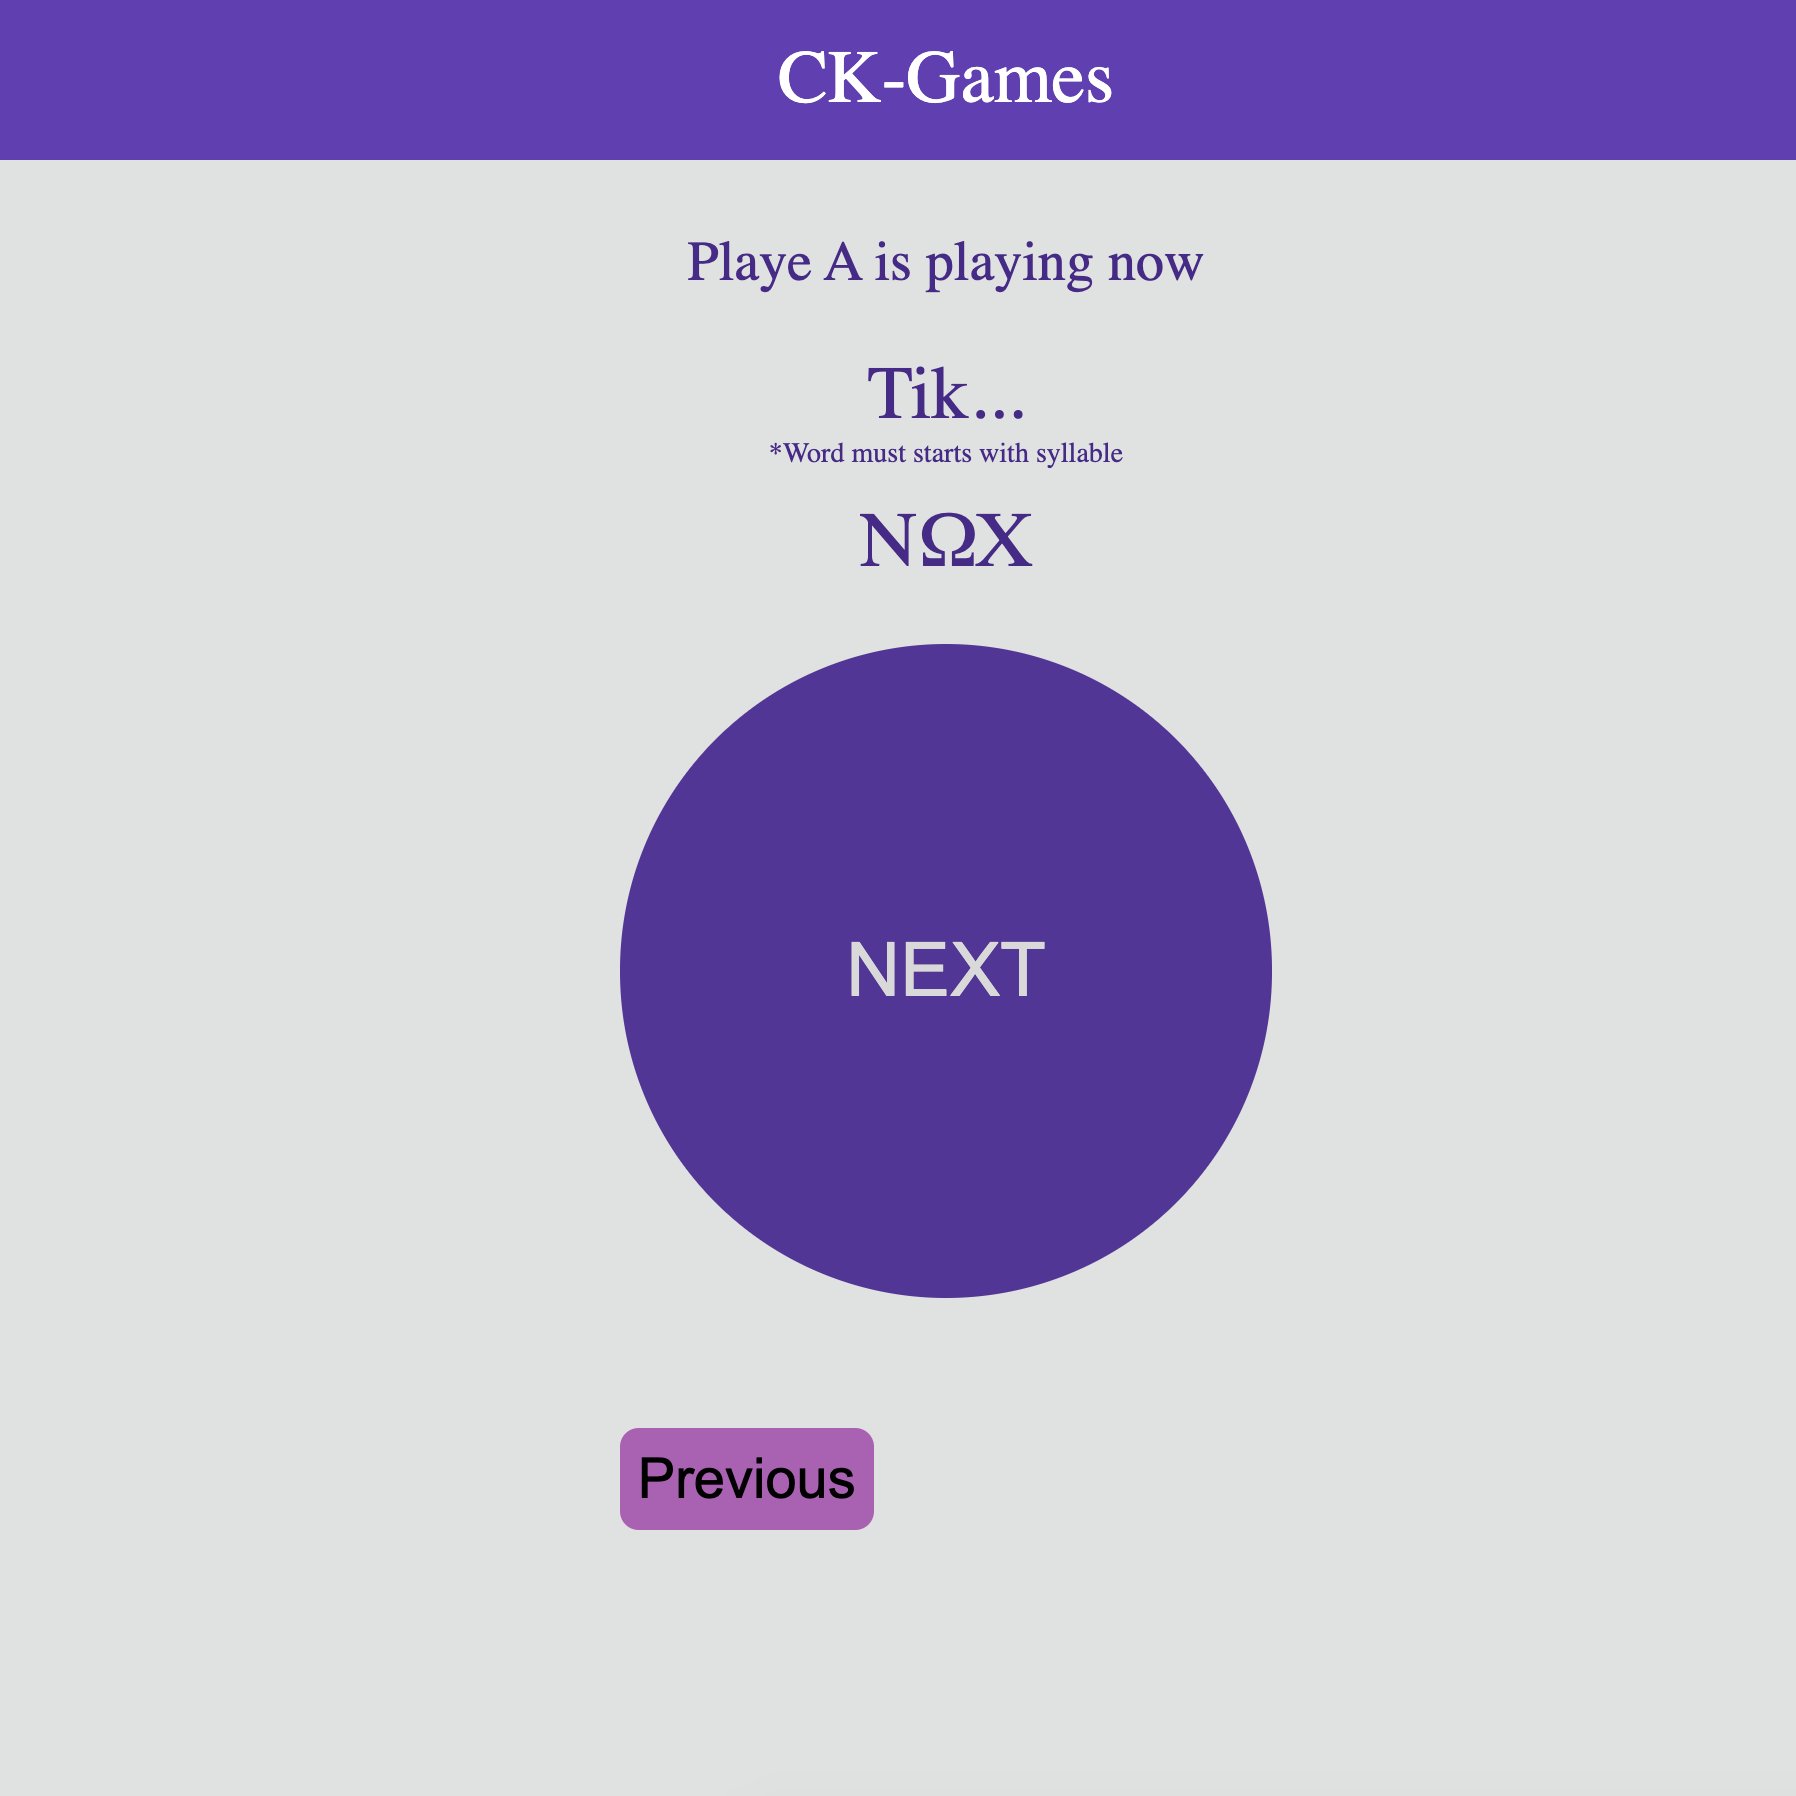 CK-Games
Playe A is playing now
Tik...
*Word must starts with syllable
ΝΩΧ
NEXT
Previous